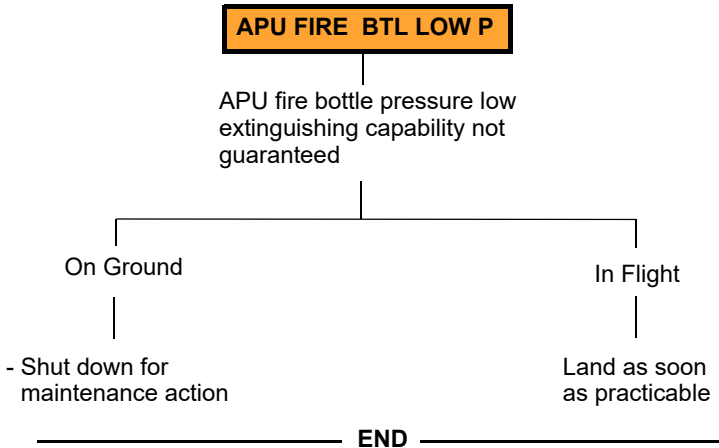 APU FIRE BTL LOW P
APU fire bottle pressure low
extinguishing capability not
guaranteed
On Ground
In Flight
- Shut down for
maintenance action
Land as soon
as practicable
END